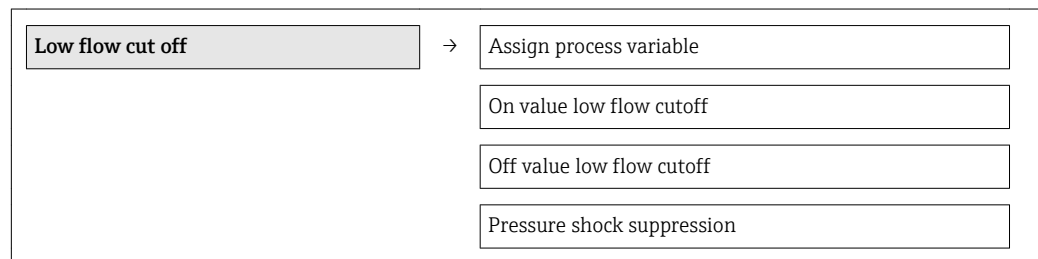 Low flow cut off → Assign process variable
On value low flow cutoff
Off value low flow cutoff
Pressure shock suppression